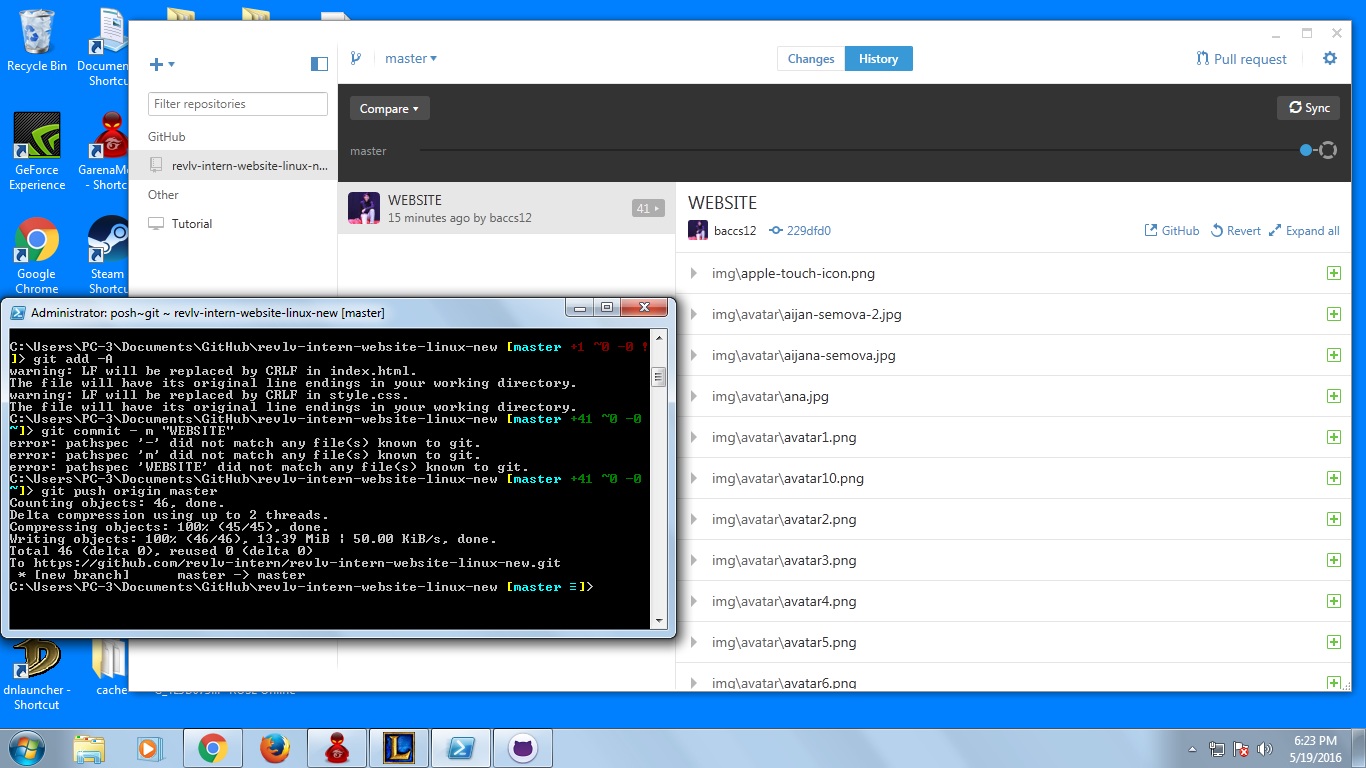 Recycle Bin
Documen
Shortcu
GeForce
Experience
GarenaM
- Shortc
Google
Chrome
Steam
Shortcu
dnlauncher -
Shortcut
cache
master
Changes
History
Pull request
Filter repositories
GitHub
revlv-intern-website-linux-n...
Other
Tutorial
Compare
Sync
master
WEBSITE
15 minutes ago by baccs12
41
WEBSITE
baccs12
229dfd0
GitHub
Revert
Expand all
img\apple-touch-icon.png
img\avatar\aijan-semova-2.jpg
img\avatar\aijana-semova.jpg
img\avatar\ana.jpg
img\avatar\avatar1.png
img\avatar\avatar10.png
img\avatar\avatar2.png
img\avatar\avatar3.png
img\avatar\avatar4.png
img\avatar\avatar5.png
img\avatar\avatar6.png
Administrator: posh~git ~ revlv-intern-website-linux-new [master]
C:\Users\PC-3\Documents\GitHub\revlv-intern-website-linux-new [master +1 ~0 -0 !
]> git add -A
warning: LF will be replaced by CRLF in index.html.
The file will have its original line endings in your working directory.
warning: LF will be replaced by CRLF in style.css.
The file will have its original line endings in your working directory.
C:\Users\PC-3\Documents\GitHub\revlv-intern-website-linux-new [master +41 ~0 -0
~]> git commit - m "WEBSITE"
error: pathspec '-' did not match any file(s) known to git.
error: pathspec 'm' did not match any file(s) known to git.
error: pathspec 'WEBSITE' did not match any file(s) known to git.
C:\Users\PC-3\Documents\GitHub\revlv-intern-website-linux-new [master +41 ~0 -0
~]> git push origin master
Counting objects: 46, done.
Delta compression using up to 2 threads.
Compressing objects: 100% (45/45), done.
Writing objects: 100% (46/46), 13.39 MiB | 50.00 KiB/s, done.
Total 46 (delta 0), reused 0 (delta 0)
To https://github.com/revlv-intern/revlv-intern-website-linux-new.git
* [new branch]      master -> master
C:\Users\PC-3\Documents\GitHub\revlv-intern-website-linux-new [master ≡]>
6:23 PM
5/19/2016